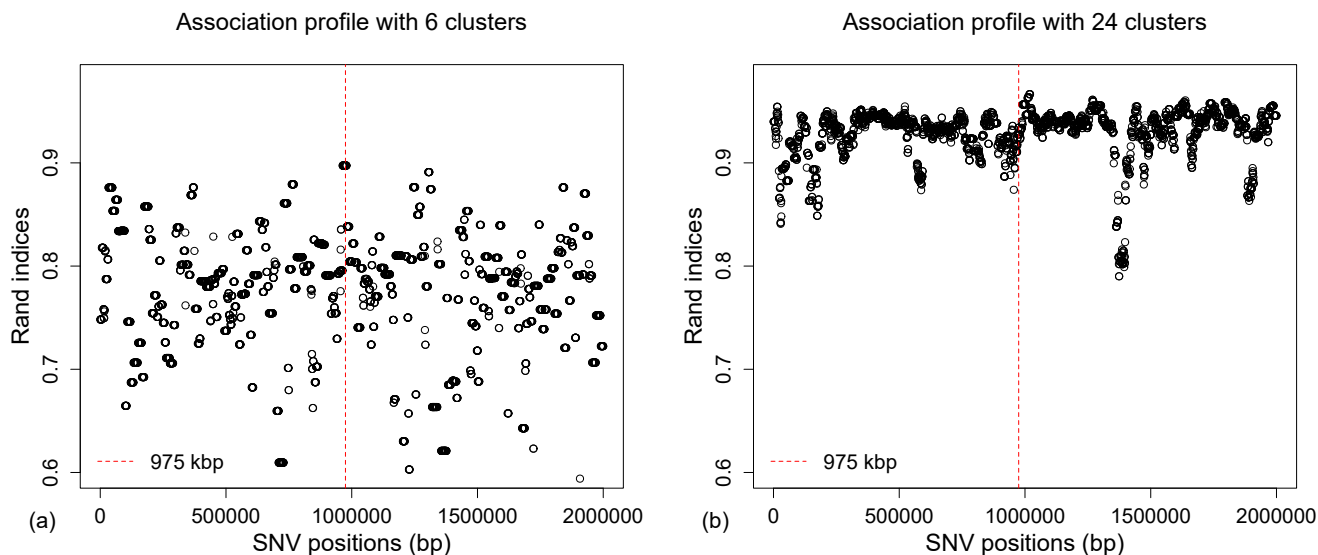 Association profile with 6 clusters
Rand indices
0.9
0.8
0.7
0.6
975 kbp
0 500000 1000000 1500000 2000000
(a)
SNV positions (bp)
Association profile with 24 clusters
Rand indices
0.9
0.8
0.7
0.6
975 kbp
0 500000 1000000 1500000 2000000
(b)
SNV positions (bp)